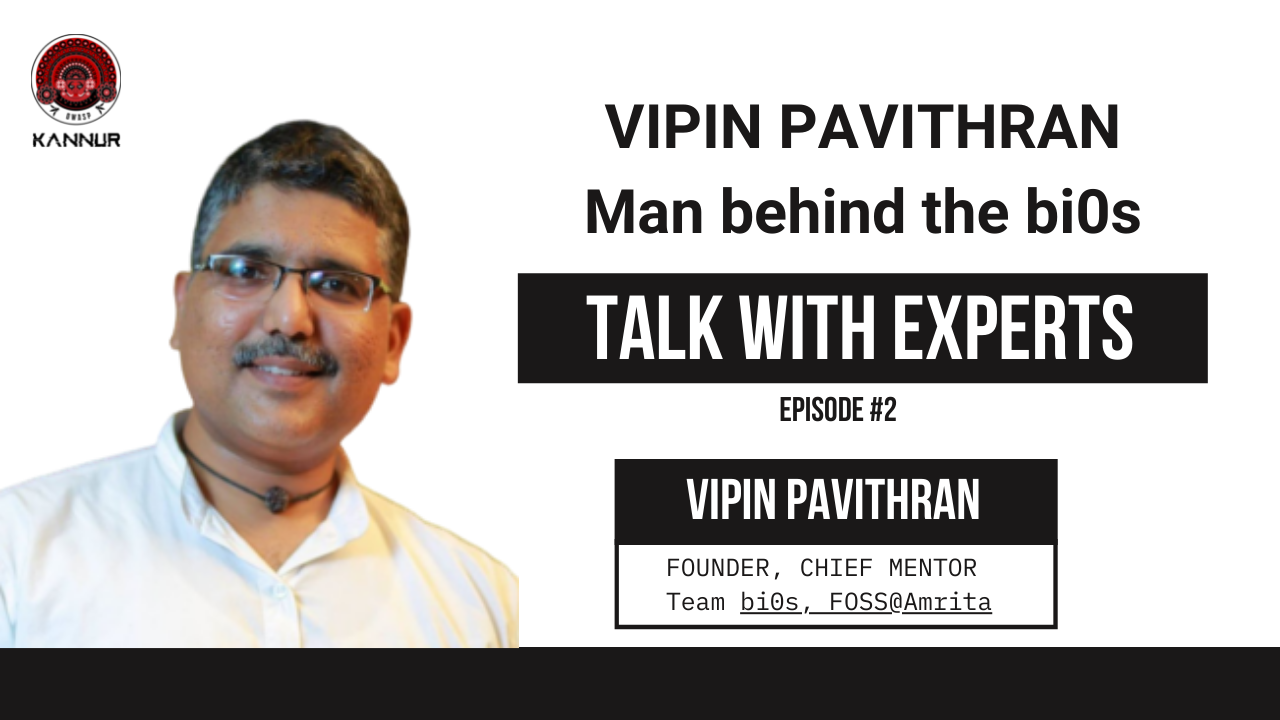 OWASP
KANNUR
VIPIN PAVITHRAN
Man behind the bi0s
TALK WITH EXPERTS
EPISODE #2
VIPIN PAVITHRAN
FOUNDER, CHIEF MENTOR
Team bi0s, FOSS@Amrita